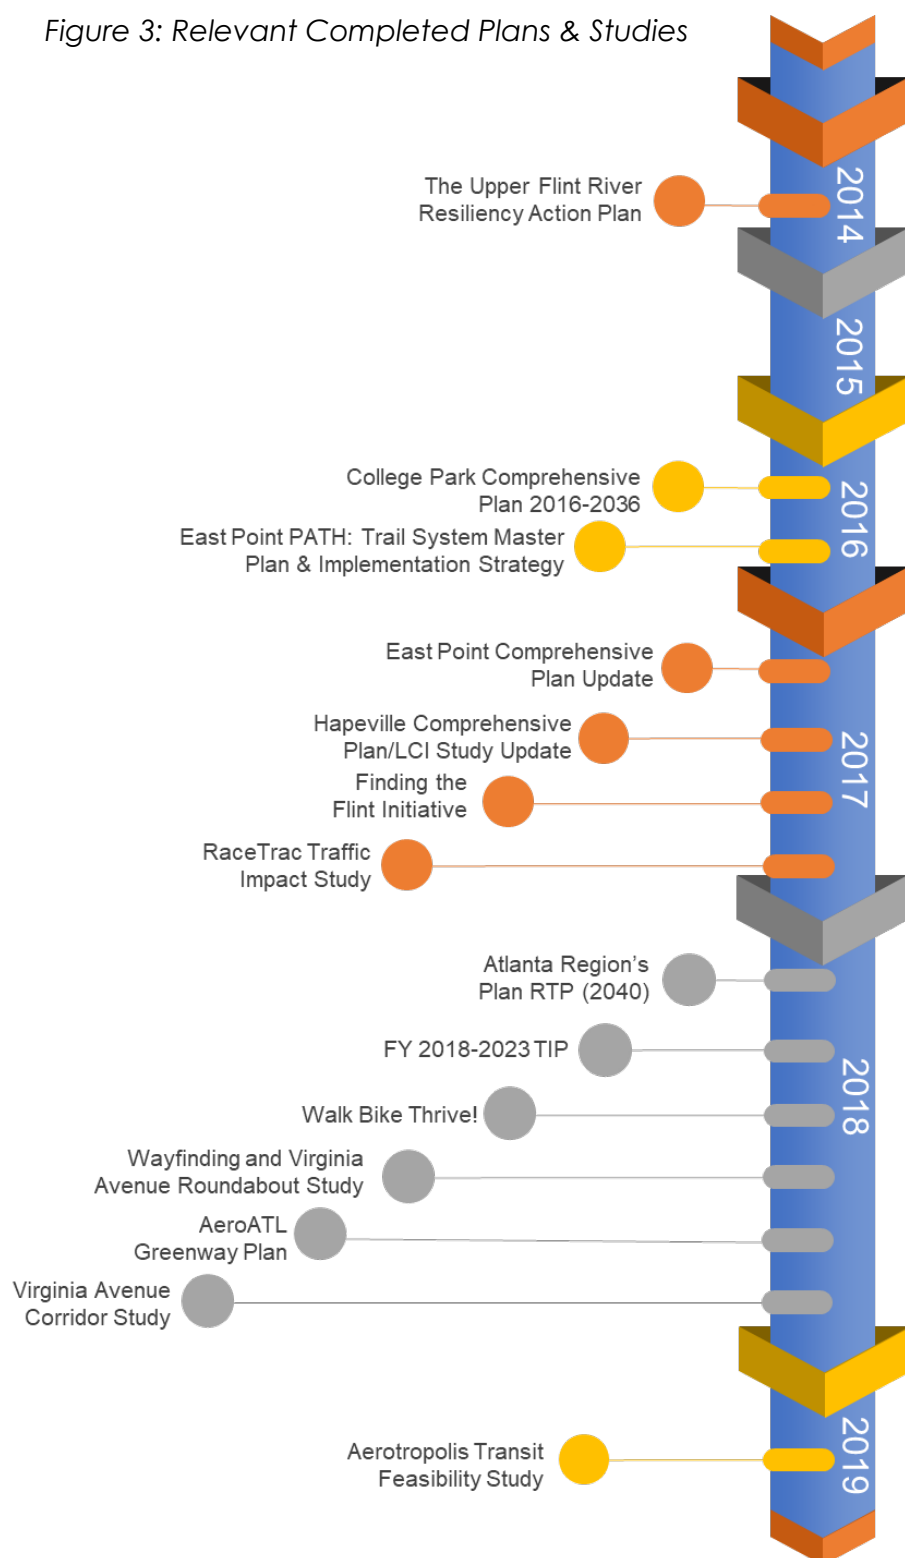 Figure 3: Relevant Completed Plans & Studies
The Upper Flint River
Resiliency Action Plan
2014
2015
College Park Comprehensive
Plan 2016-2036
East Point PATH: Trail System Master
Plan & Implementation Strategy
2016
East Point Comprehensive
Plan Update
Hapeville Comprehensive
Plan/LCI Study Update
Finding the
Flint Initiative
RaceTrac Traffic
Impact Study
2017
Atlanta Region’s
Plan RTP (2040)
FY 2018-2023 TIP
Walk Bike Thrive!
Wayfinding and Virginia
Avenue Roundabout Study
AeroATL
Greenway Plan
Virginia Avenue
Corridor Study
2018
Aerotropolis Transit
Feasibility Study
2019